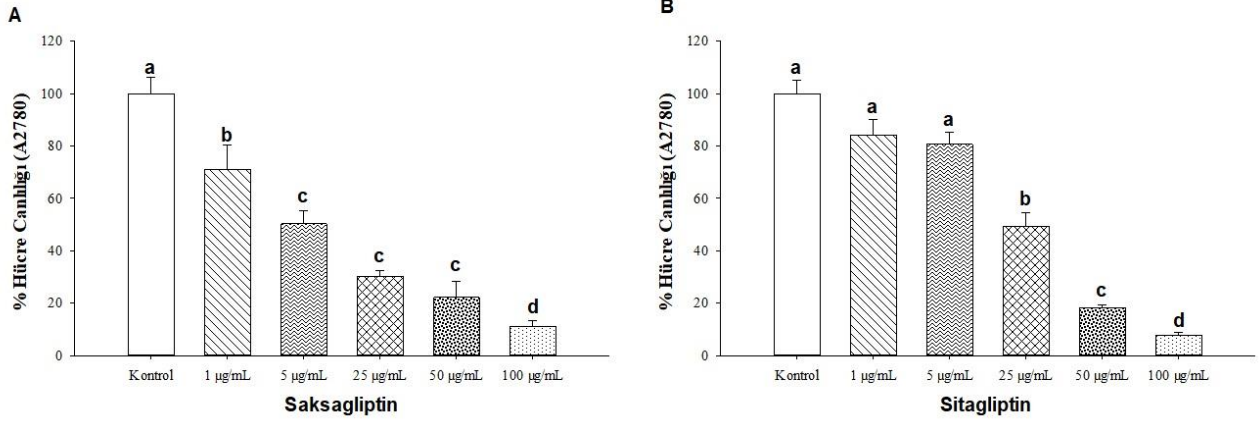 A
120
100
80
60
40
20
0
% Hücre Canlılığı (A2780)
a
b
c
c
c
d
Kontrol 1 µg/mL 5 µg/mL 25 µg/mL 50 µg/mL 100 µg/mL
Saksagliptin
B
120
100
80
60
40
20
0
% Hücre Canlılığı (A2780)
a
a
a
b
c
d
Kontrol 1 µg/mL 5 µg/mL 25 µg/mL 50 µg/mL 100 µg/mL
Sitagliptin